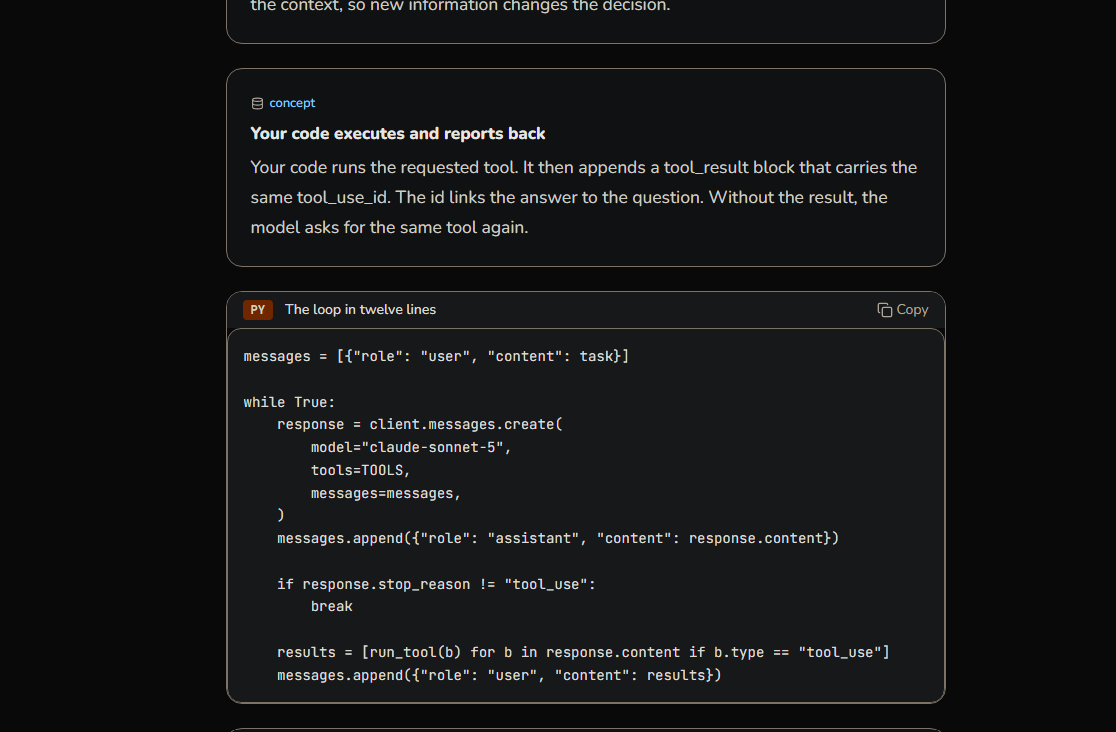 the context, so new information changes the decision.
concept
Your code executes and reports back
Your code runs the requested tool. It then appends a tool_result block that carries the
same tool_use_id. The id links the answer to the question. Without the result, the
model asks for the same tool again.
PY The loop in twelve lines Copy
messages = [{"role": "user", "content": task}]
while True:
    response = client.messages.create(
        model="claude-sonnet-5",
        tools=TOOLS,
        messages=messages,
    )
    messages.append({"role": "assistant", "content": response.content})
    if response.stop_reason != "tool_use":
        break
    results = [run_tool(b) for b in response.content if b.type == "tool_use"]
    messages.append({"role": "user", "content": results})